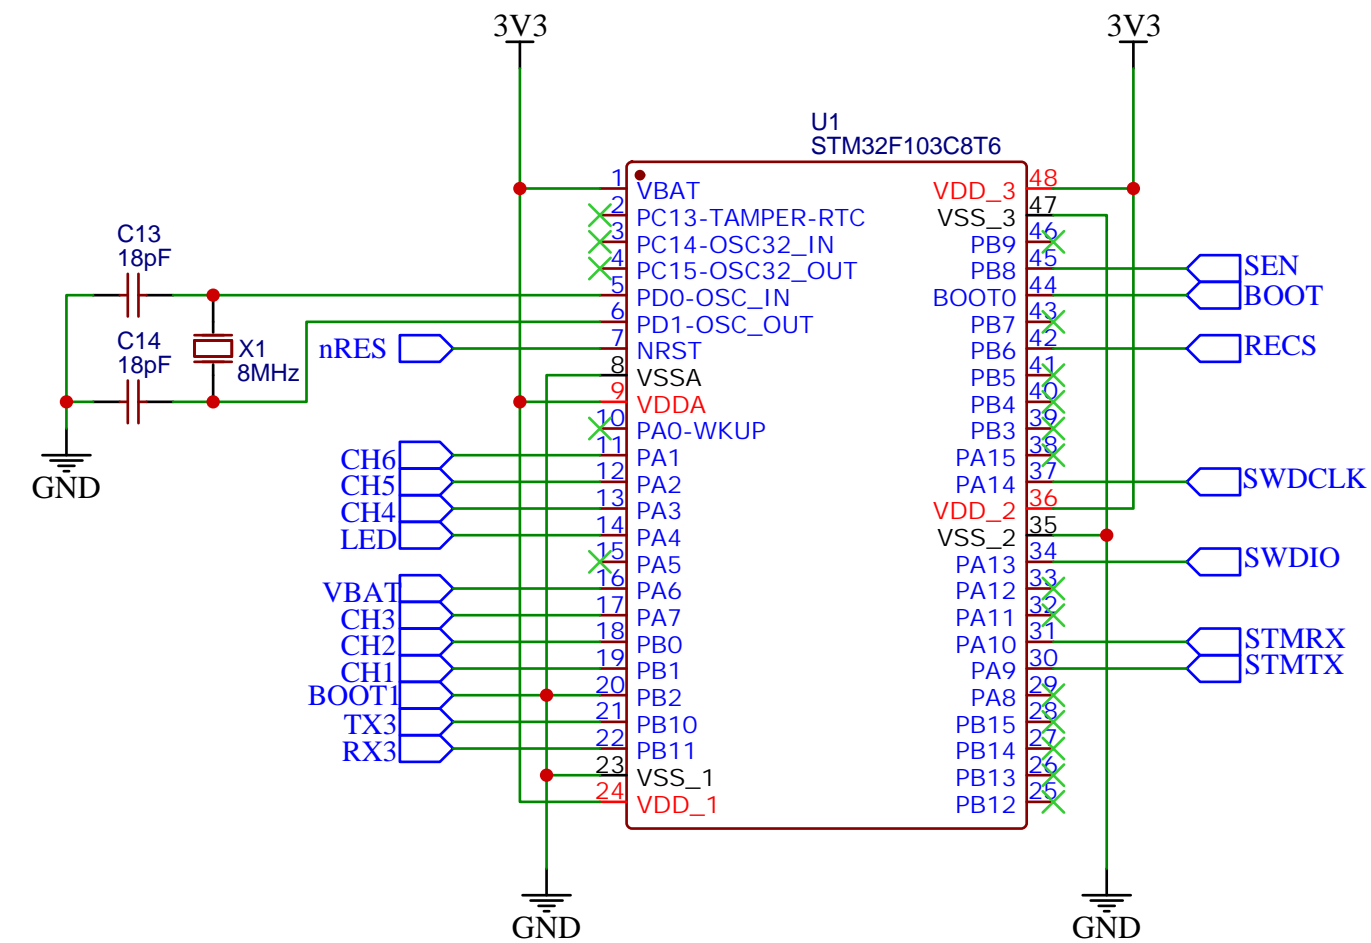 3V3
3V3
U1
STM32F103C8T6
C13
18pF
C14
18pF
X1
8MHz
GND
nRES
CH6
CH5
CH4
LED
VBAT
CH3
CH2
CH1
BOOT1
TX3
RX3
1 VBAT
2 PC13-TAMPER-RTC
3 PC14-OSC32_IN
4 PC15-OSC32_OUT
5 PD0-OSC_IN
6 PD1-OSC_OUT
7 NRST
8 VSSA
9 VDDA
10 PA0-WKUP
11 PA1
12 PA2
13 PA3
14 PA4
15 PA5
16 PA6
17 PA7
18 PB0
19 PB1
20 PB2
21 PB10
22 PB11
23 VSS_1
24 VDD_1
VDD_3 48
VSS_3 47
PB9 46
PB8 45
BOOT0 44
PB7 43
PB6 42
PB5 41
PB4 40
PB3 39
PA15 38
PA14 37
VDD_2 36
VSS_2 35
PA13 34
PA12 33
PA11 32
PA10 31
PA9 30
PA8 29
PB15 28
PB14 27
PB13 26
PB12 25
SEN
BOOT
RECS
SWDCLK
SWDIO
STMRX
STMTX
GND
GND